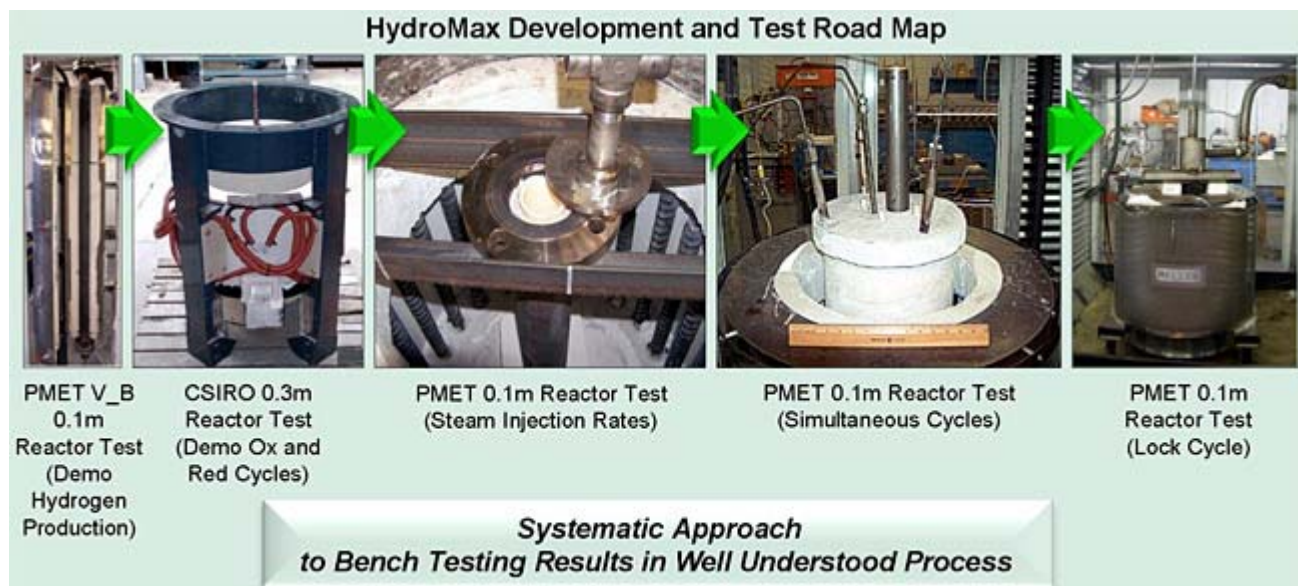 HydroMax Development and Test Road Map
PMET V_B
0.1m
Reactor Test
(Demo
Hydrogen
Production)
CSIRO 0.3m
Reactor Test
(Demo Ox and
Red Cycles)
PMET 0.1m Reactor Test
(Steam Injection Rates)
PMET 0.1m Reactor Test
(Simultaneous Cycles)
PMET 0.1m
Reactor Test
(Lock Cycle)
Systematic Approach
to Bench Testing Results in Well Understood Process